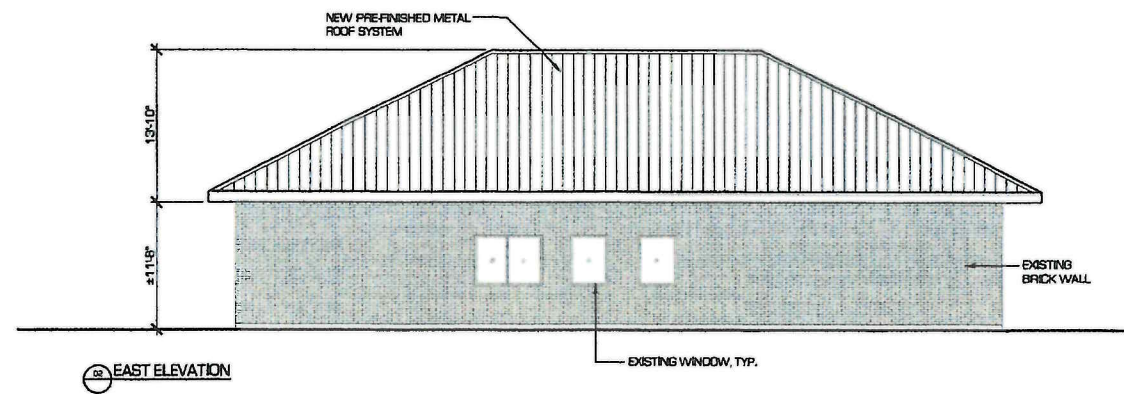 NEW PRE-FINISHED METAL
ROOF SYSTEM
13'-10"
±11'-8"
EXISTING
BRICK WALL
EXISTING WINDOW, TYP.
02 EAST ELEVATION